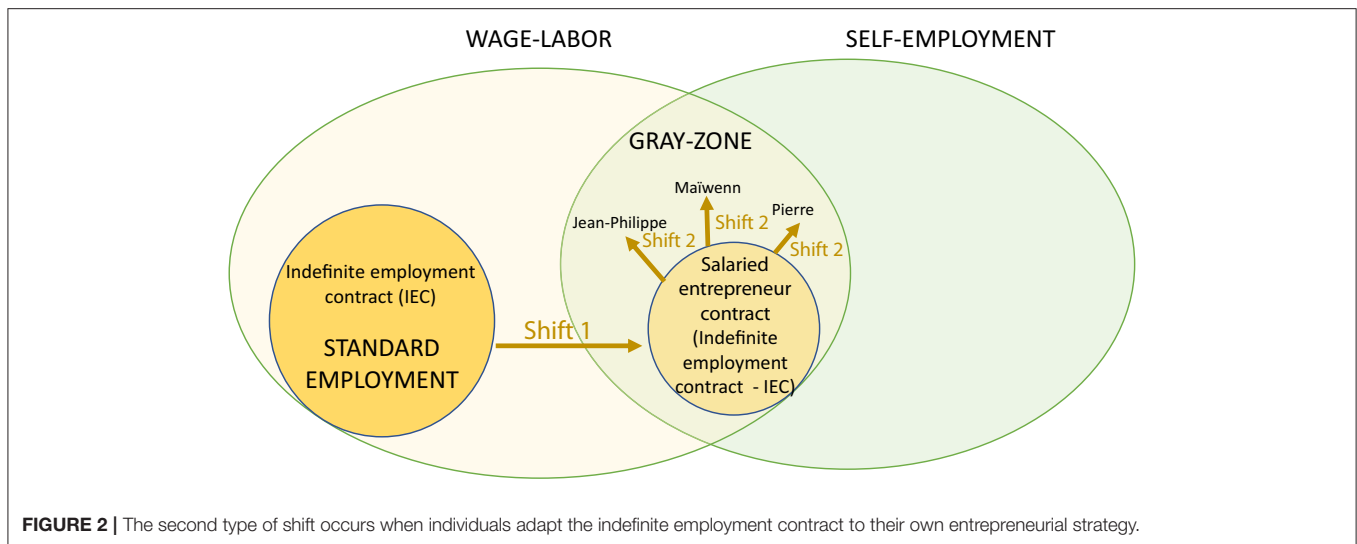 WAGE-LABOR
SELF-EMPLOYMENT
GRAY-ZONE
Maïwenn
Jean-Philippe
Pierre
Shift 2
Shift 2
Shift 2
Indefinite employment
contract (IEC)
STANDARD
EMPLOYMENT
Shift 1
Salaried
entrepreneur
contract
(Indefinite
employment
contract - IEC)
FIGURE 2 | The second type of shift occurs when individuals adapt the indefinite employment contract to their own entrepreneurial strategy.